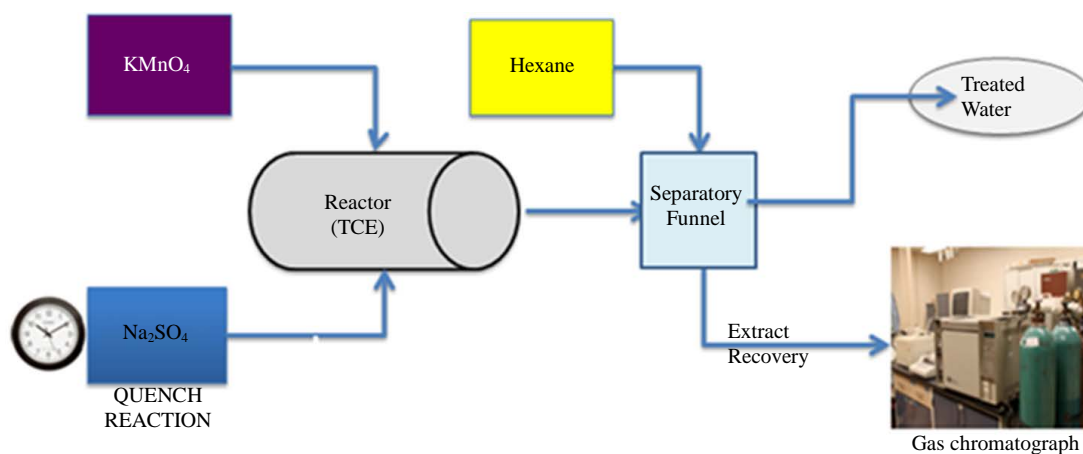 KMnO₄
Hexane
Treated
Water
Reactor
(TCE)
Separatory
Funnel
Na₂SO₄
QUENCH
REACTION
Extract
Recovery
Gas chromatograph